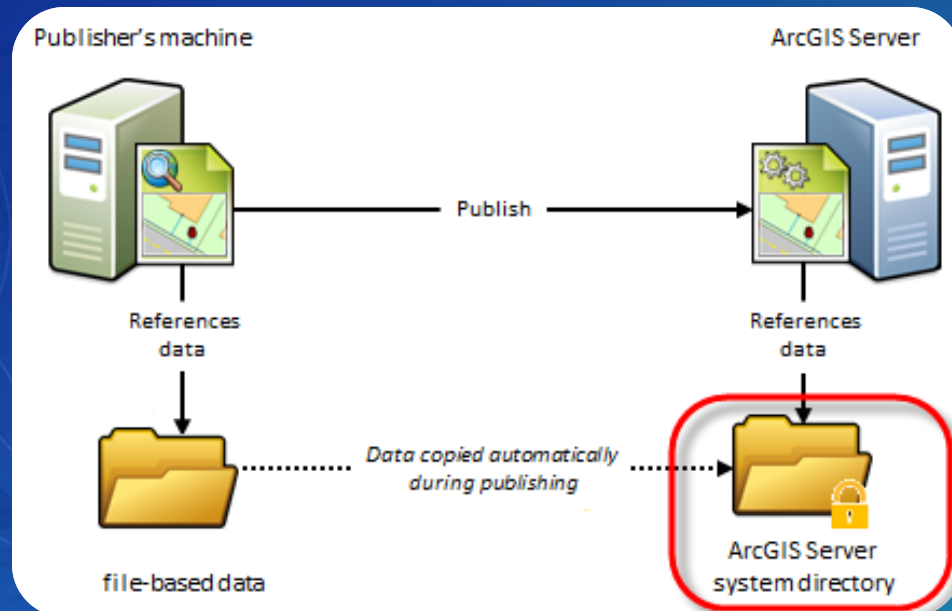 Publisher's machine
ArcGIS Server
Publish
References
data
References
data
Data copied automatically
during publishing
file-based data
ArcGIS Server
system directory